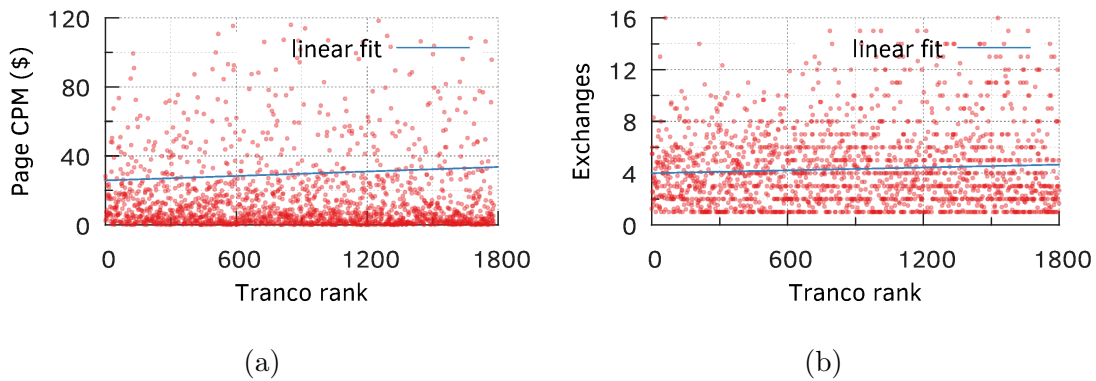 Page CPM ($)
120
80
40
0
linear fit
0 600 1200 1800
Tranco rank
(a)
Exchanges
16
12
8
4
0
linear fit
0 600 1200 1800
Tranco rank
(b)